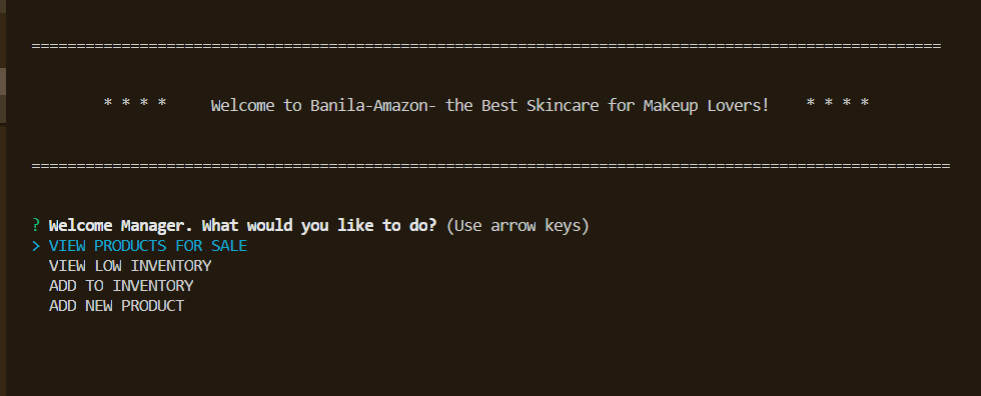 =====================================================================================================
* * * *     Welcome to Banila-Amazon- the Best Skincare for Makeup Lovers!    * * * *
======================================================================================================
? Welcome Manager. What would you like to do? (Use arrow keys)
> VIEW PRODUCTS FOR SALE
VIEW LOW INVENTORY
ADD TO INVENTORY
ADD NEW PRODUCT